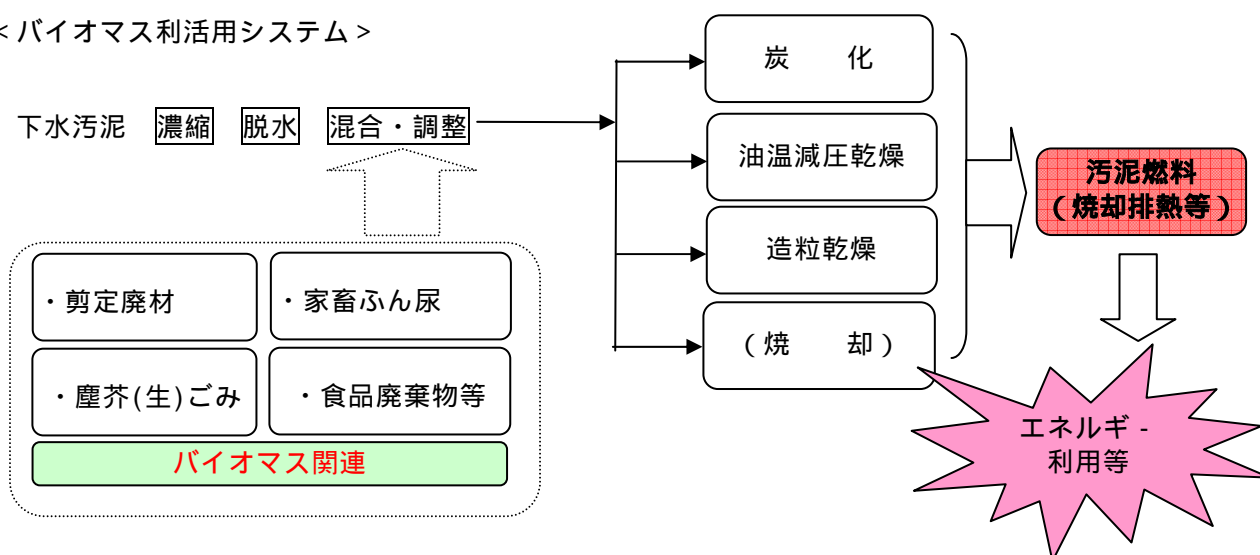 <バイオマス利活用システム>
下水汚泥 濃縮 脱水 混合・調整
炭 化
油温減圧乾燥
造粒乾燥
(焼 却)
汚泥燃料
(焼却排熱等)
エネルギ-
利用等
・剪定廃材
・家畜ふん尿
・塵芥(生)ごみ
・食品廃棄物等
バイオマス関連